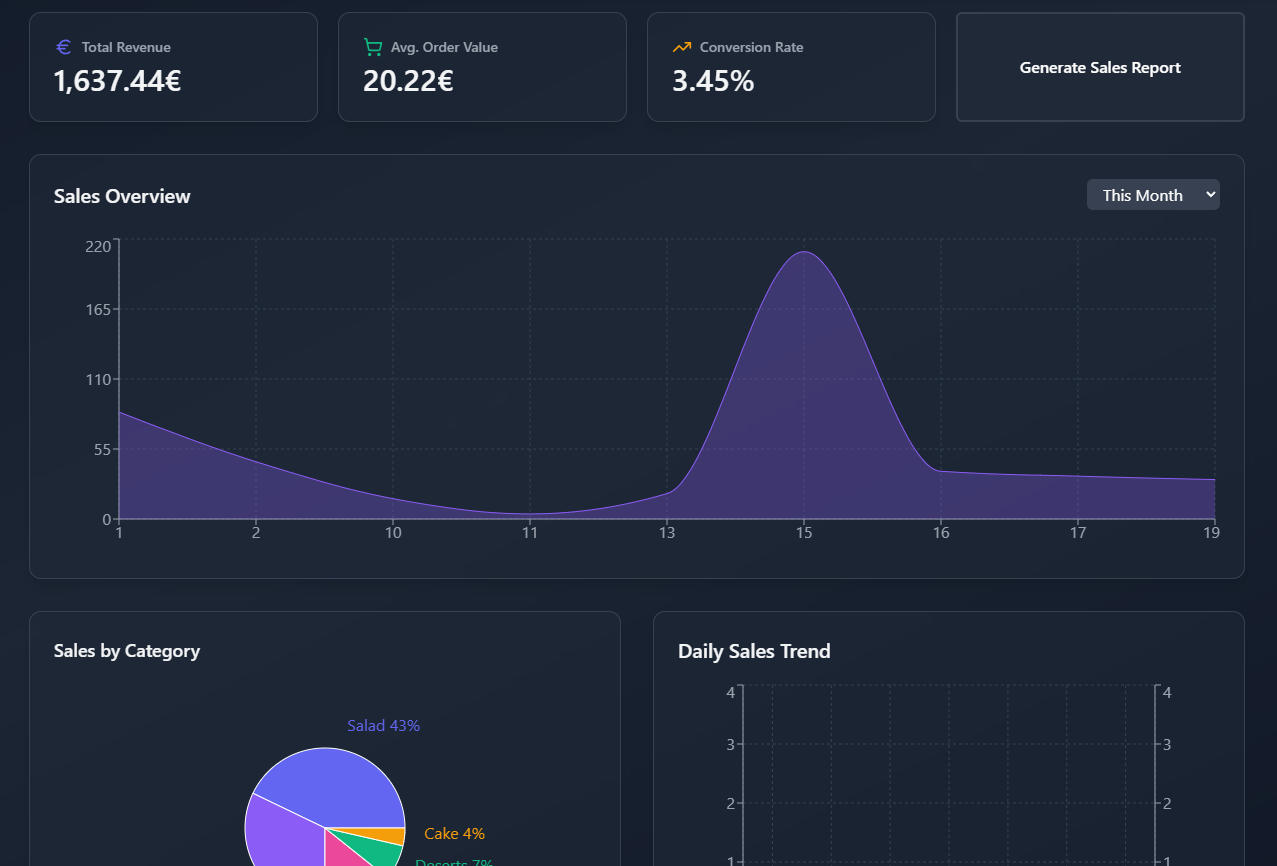 Total Revenue
1,637.44€
Avg. Order Value
20.22€
Conversion Rate
3.45%
Generate Sales Report
Sales Overview
This Month
220
165
110
55
0
1 2 10 11 13 15 16 17 19
Sales by Category
Salad 43%
Cake 4%
Deserts 7%
Daily Sales Trend
4 4
3 3
2 2
1 1